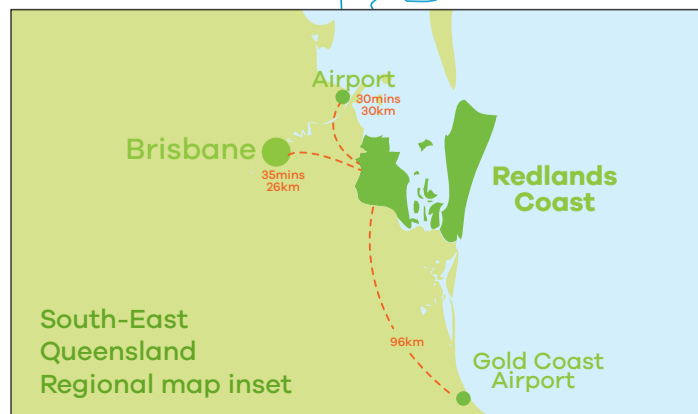 Airport
30mins
30km
Brisbane
35mins
26km
Redlands
Coast
96km
South-East
Queensland
Regional map inset
Gold Coast
Airport